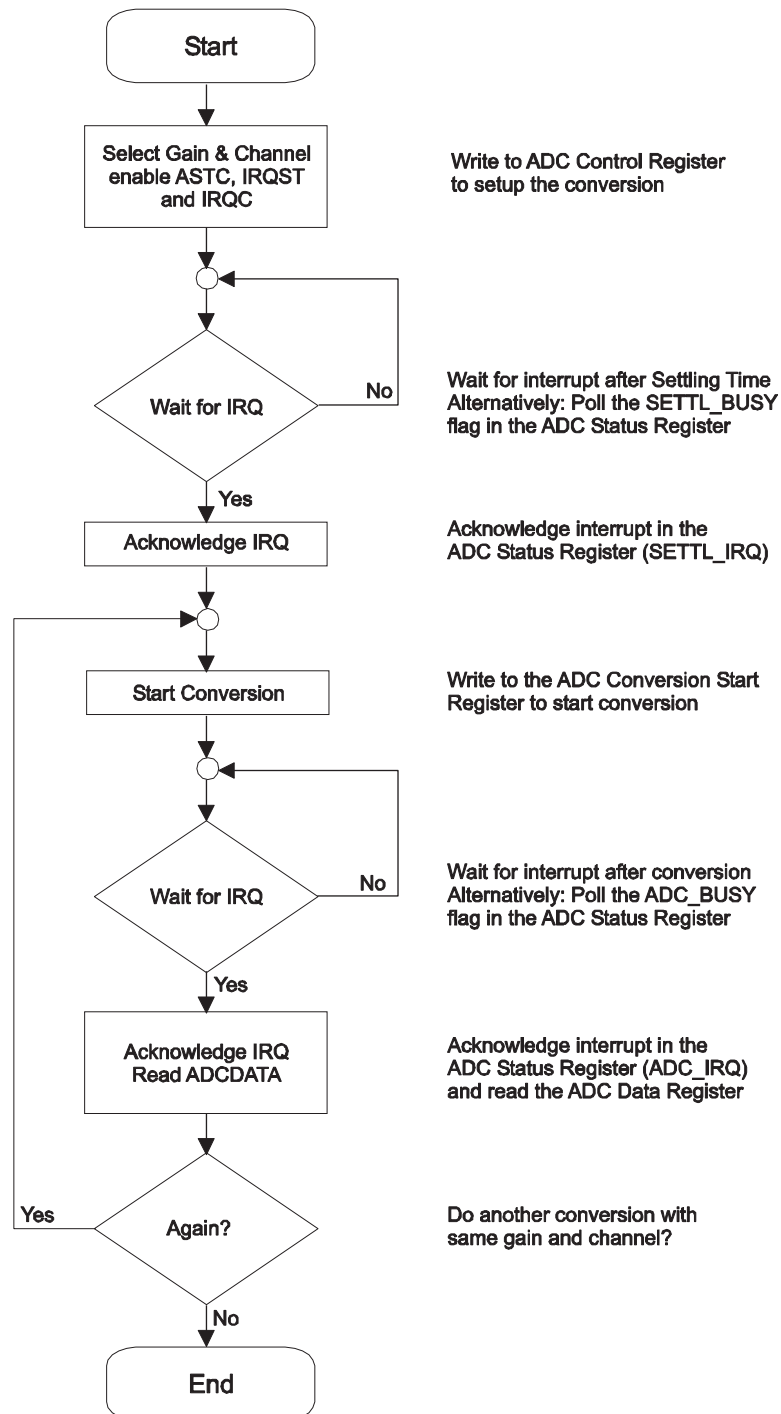 Start
Select Gain & Channel
enable ASTC, IRQST
and IRQC
Write to ADC Control Register
to setup the conversion
Wait for IRQ
No
Wait for interrupt after Settling Time
Alternatively: Poll the SETTL_BUSY
flag in the ADC Status Register
Yes
Acknowledge IRQ
Acknowledge interrupt in the
ADC Status Register (SETTL_IRQ)
Start Conversion
Write to the ADC Conversion Start
Register to start conversion
Wait for IRQ
No
Wait for interrupt after conversion
Alternatively: Poll the ADC_BUSY
flag in the ADC Status Register
Yes
Acknowledge IRQ
Read ADCDATA
Acknowledge interrupt in the
ADC Status Register (ADC_IRQ)
and read the ADC Data Register
Yes
Again?
Do another conversion with
same gain and channel?
No
End